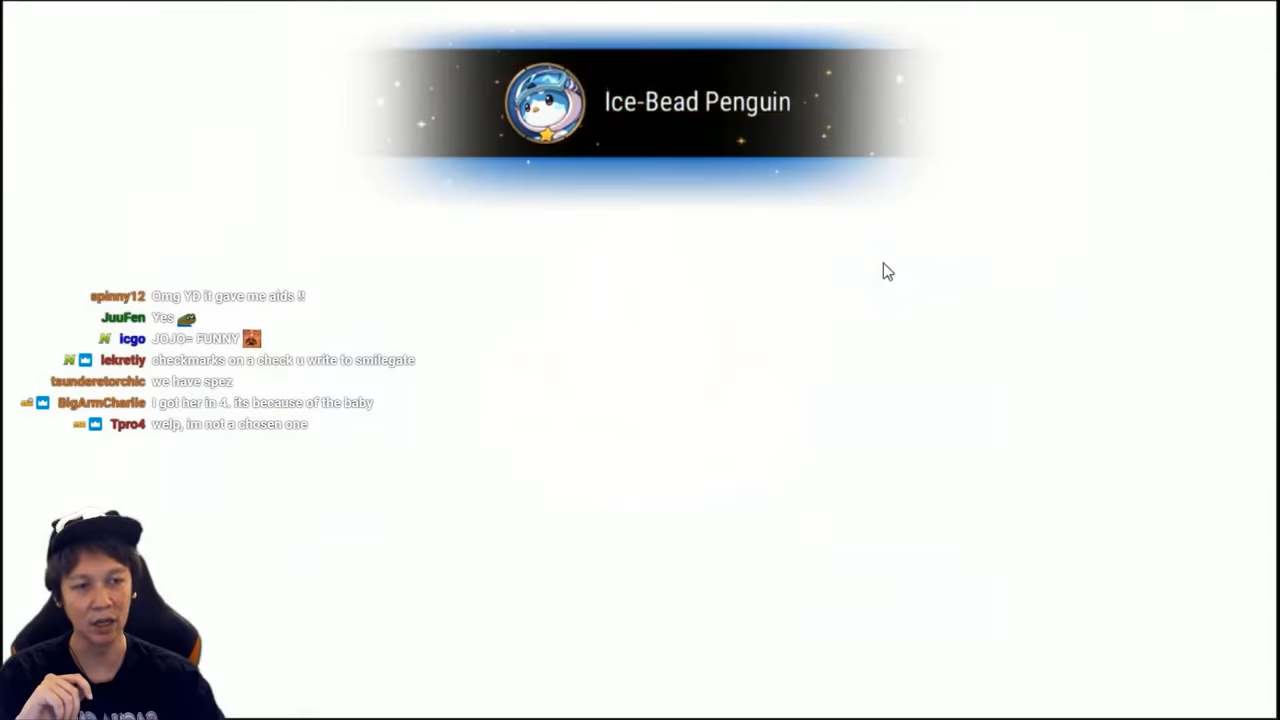 Ice-Bead Penguin
spinny12 Omg YD it gave me aids !!
JuuFen Yes
icgo JOJO= FUNNY
lekretiy checkmarks on a check u write to smilegate
tsunderetorchic we have spez
BigArmCharlie I got her in 4. its because of the baby
Tpro4 welp, im not a chosen one